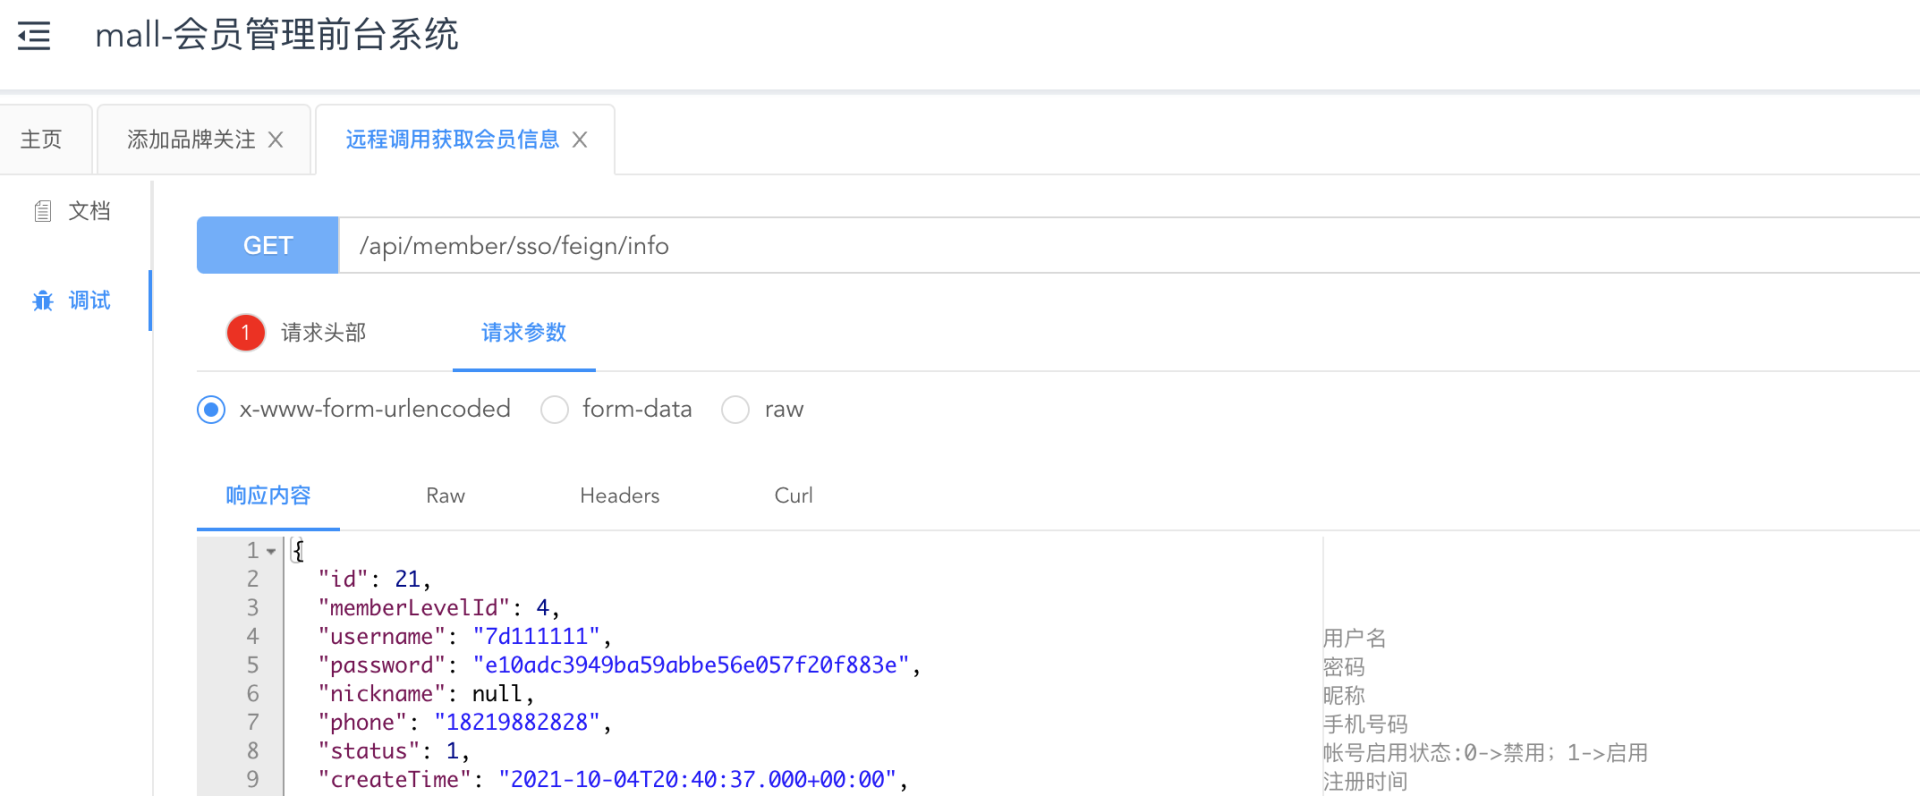 mall-会员管理前台系统
主页 添加品牌关注 远程调用获取会员信息
文档
GET /api/member/sso/feign/info
调试
1 请求头部 请求参数
x-www-form-urlencoded form-data raw
响应内容 Raw Headers Curl
1 {
2 "id": 21,
3 "memberLevelId": 4,
4 "username": "7d111111", 用户名
5 "password": "e10adc3949ba59abbe56e057f20f883e", 密码
6 "nickname": null, 昵称
7 "phone": "18219882828", 手机号码
8 "status": 1, 帐号启用状态:0->禁用；1->启用
9 "createTime": "2021-10-04T20:40:37.000+00:00", 注册时间